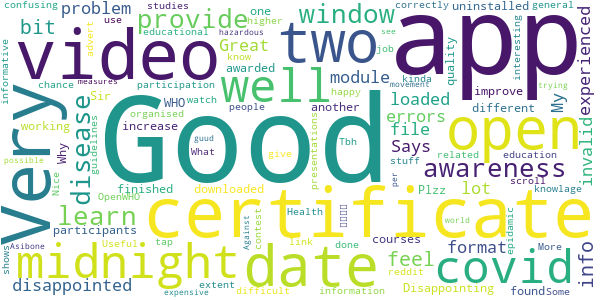 confusing
studies
problem
use
provide
one
higher
window
uninstalled
general
correctly
see
hazardous
job
kinda
interesting
bit
educational
Great
know
two
app
video
advert
awarded
module
quality
improve
experienced
chance
participation
happy
measures
movement
trying
informative
Sir
WHO
watch
well
loaded
different
My
working
increase
people
another
errors
invalid
Very
disease
guidelines
Why
organised
guud
What
Good
presentations
Tbh
file
Says
open
stuff
related
education
possible
Nice
finished
downloaded
give
per
awareness
scroll
knowlage
learn
OpenWHO
Health
certificate
lot
Plzz
participants
Against
contest
link
done
courses
format
epidamic
info
shows
Asibone
Useful
tap
midnight
date
feel
world
More
reddit
covid
disappointed
extent
expensive
difficult
information
Disappointing
found
Some